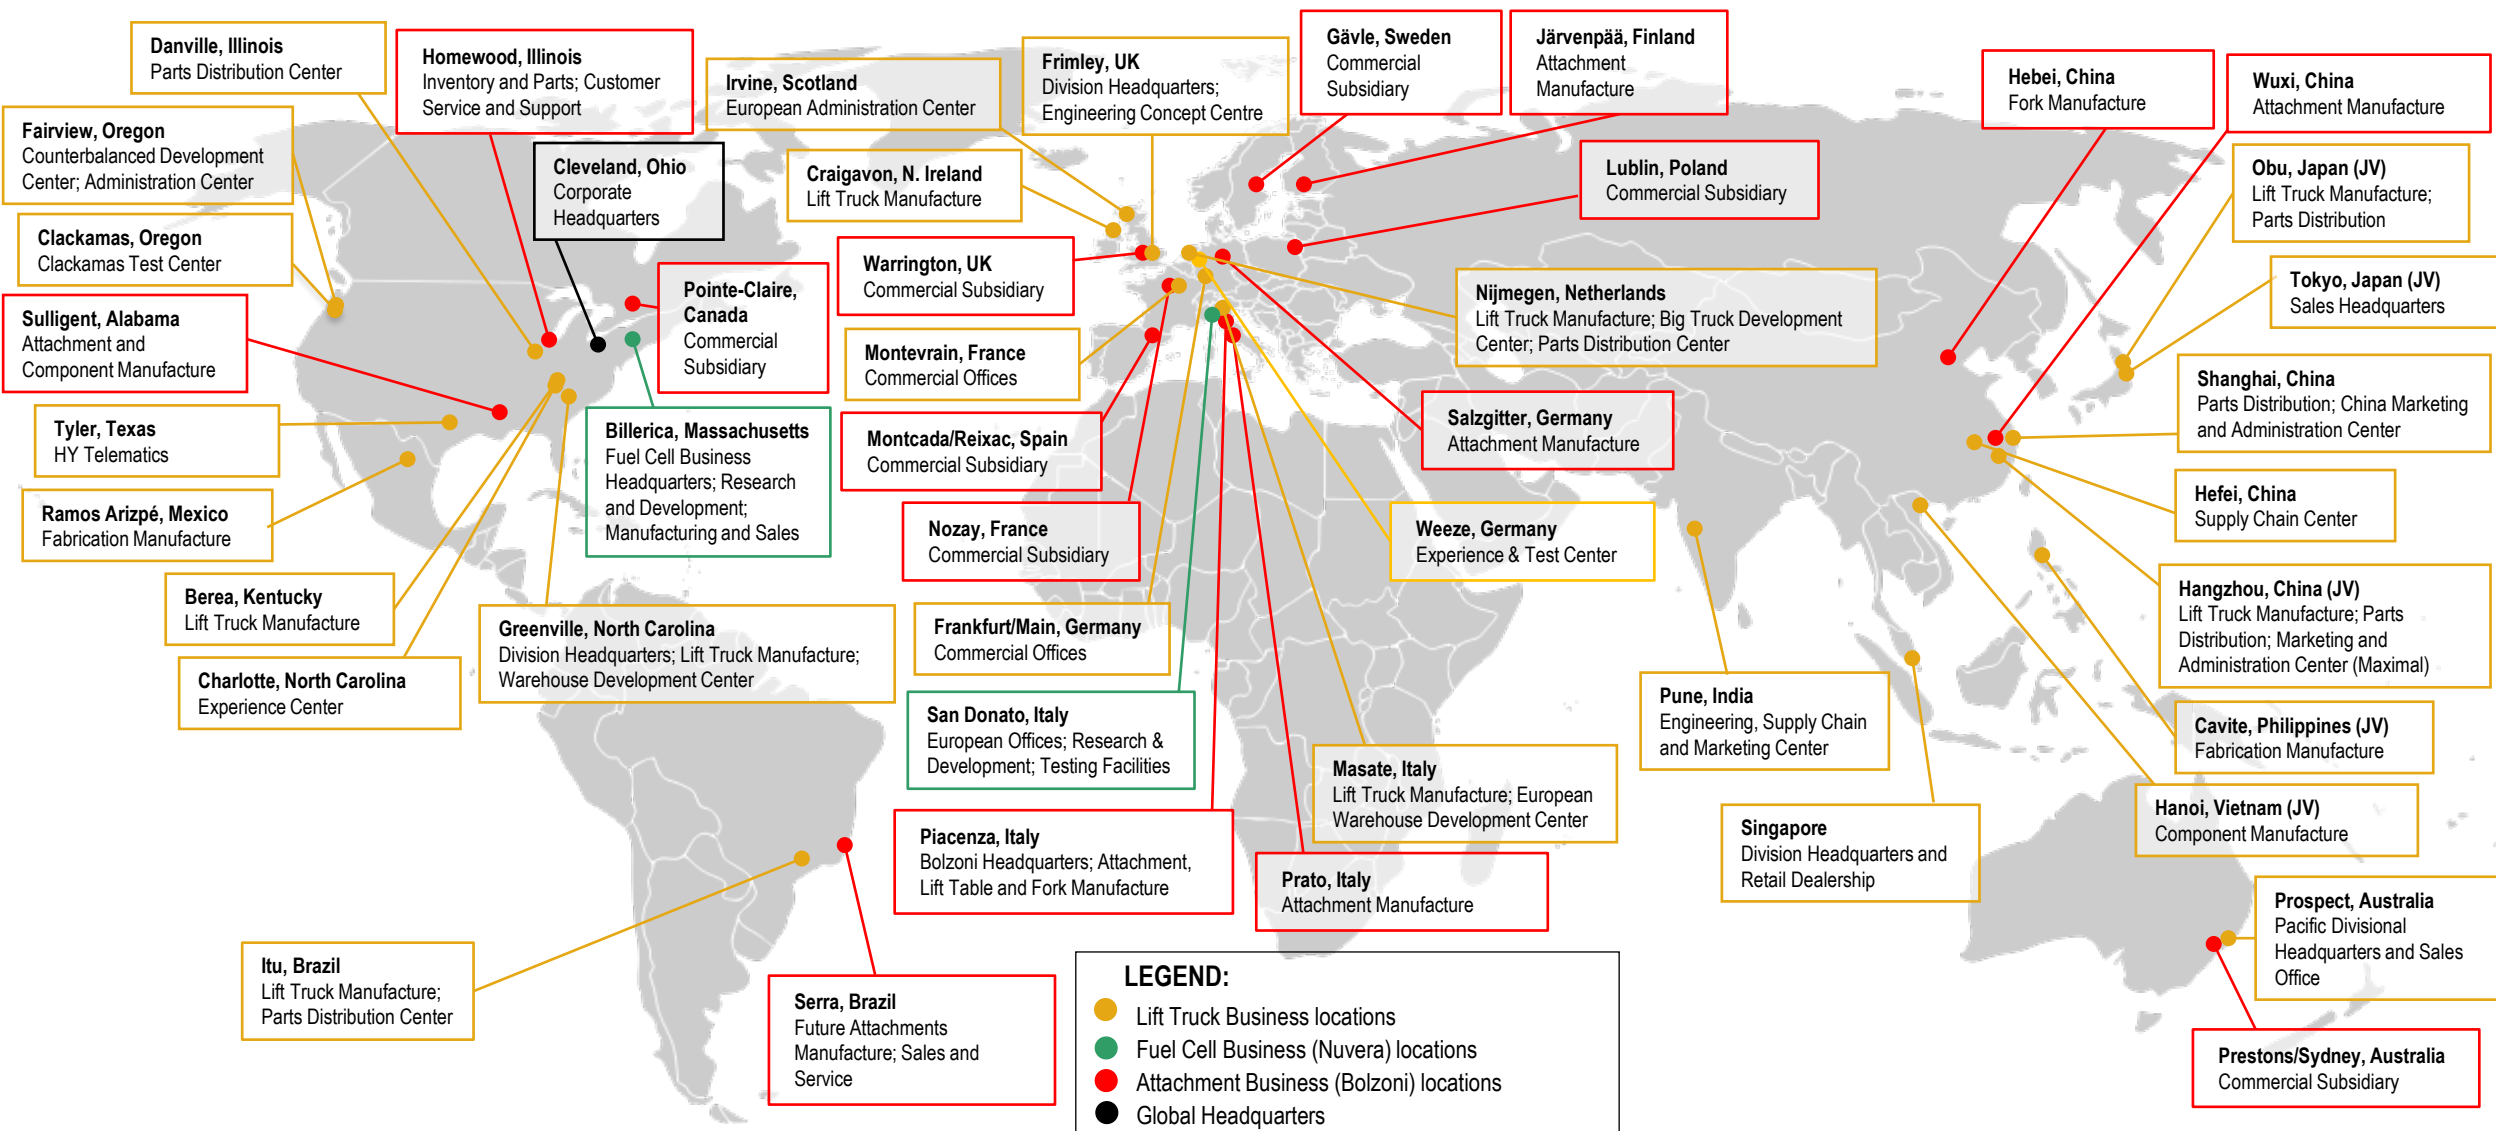 Danville, Illinois
Parts Distribution Center
Homewood, Illinois
Inventory and Parts; Customer
Service and Support
Irvine, Scotland
European Administration Center
Frimley, UK
Division Headquarters;
Engineering Concept Centre
Gävle, Sweden
Commercial
Subsidiary
Järvenpää, Finland
Attachment
Manufacture
Hebei, China
Fork Manufacture
Wuxi, China
Attachment Manufacture
Fairview, Oregon
Counterbalanced Development
Center; Administration Center
Cleveland, Ohio
Corporate
Headquarters
Craigavon, N. Ireland
Lift Truck Manufacture
Lublin, Poland
Commercial Subsidiary
Obu, Japan (JV)
Lift Truck Manufacture;
Parts Distribution
Clackamas, Oregon
Clackamas Test Center
Pointe-Claire,
Canada
Commercial
Subsidiary
Warrington, UK
Commercial Subsidiary
Nijmegen, Netherlands
Lift Truck Manufacture; Big Truck Development
Center; Parts Distribution Center
Tokyo, Japan (JV)
Sales Headquarters
Sulligent, Alabama
Attachment and
Component Manufacture
Montevrain, France
Commercial Offices
Shanghai, China
Parts Distribution; China Marketing
and Administration Center
Tyler, Texas
HY Telematics
Billerica, Massachusetts
Fuel Cell Business
Headquarters; Research
and Development;
Manufacturing and Sales
Montcada/Reixac, Spain
Commercial Subsidiary
Salzgitter, Germany
Attachment Manufacture
Hefei, China
Supply Chain Center
Ramos Arizpé, Mexico
Fabrication Manufacture
Nozay, France
Commercial Subsidiary
Weeze, Germany
Experience & Test Center
Berea, Kentucky
Lift Truck Manufacture
Greenville, North Carolina
Division Headquarters; Lift Truck Manufacture;
Warehouse Development Center
Frankfurt/Main, Germany
Commercial Offices
Hangzhou, China (JV)
Lift Truck Manufacture; Parts
Distribution; Marketing and
Administration Center (Maximal)
Charlotte, North Carolina
Experience Center
San Donato, Italy
European Offices; Research &
Development; Testing Facilities
Pune, India
Engineering, Supply Chain
and Marketing Center
Cavite, Philippines (JV)
Fabrication Manufacture
Masate, Italy
Lift Truck Manufacture; European
Warehouse Development Center
Hanoi, Vietnam (JV)
Component Manufacture
Piacenza, Italy
Bolzoni Headquarters; Attachment,
Lift Table and Fork Manufacture
Singapore
Division Headquarters and
Retail Dealership
Prato, Italy
Attachment Manufacture
Prospect, Australia
Pacific Divisional
Headquarters and Sales
Office
Itu, Brazil
Lift Truck Manufacture;
Parts Distribution Center
Serra, Brazil
Future Attachments
Manufacture; Sales and
Service
Prestons/Sydney, Australia
Commercial Subsidiary
LEGEND:
Lift Truck Business locations
Fuel Cell Business (Nuvera) locations
Attachment Business (Bolzoni) locations
Global Headquarters